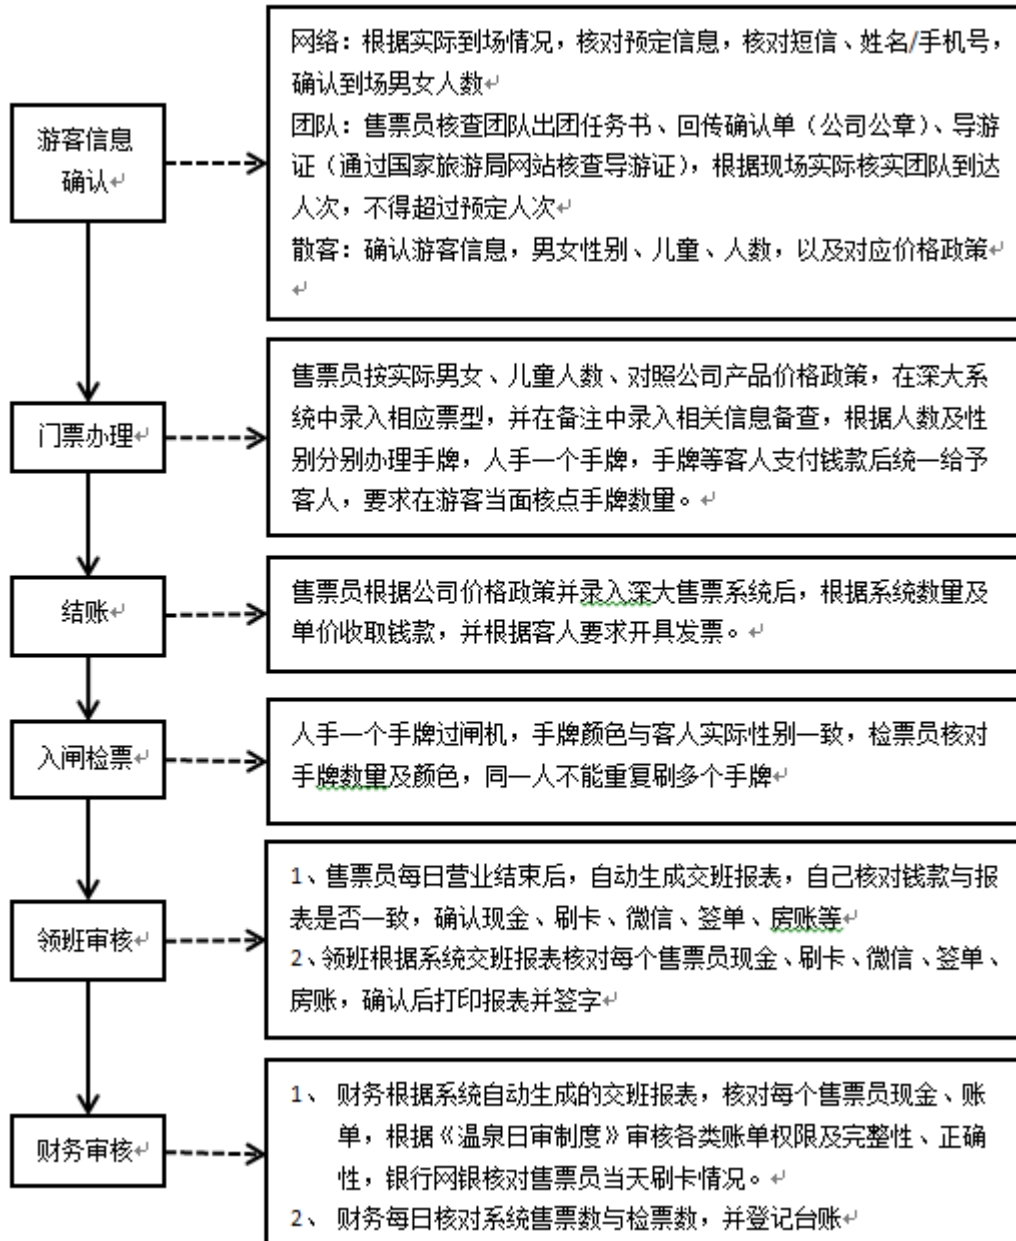 网络：根据实际到场情况，核对预定信息，核对短信、姓名/手机号，
确认到场男女人数
团队：售票员核查团队出团任务书、回传确认单（公司公章）、导游
证（通过国家旅游局网站核查导游证），根据现场实际核实团队到达
人次，不得超过预定人次
散客：确认游客信息，男女性别、儿童、人数，以及对应价格政策
游客信息
确认
售票员按实际男女、儿童人数、对照公司产品价格政策，在深大系
统中录入相应票型，并在备注中录入相关信息备查，根据人数及性
别分别办理手牌，人手一个手牌，手牌等客人支付钱款后统一给予
客人，要求在游客当面核点手牌数量。
门票办理
售票员根据公司价格政策并录入深大售票系统后，根据系统数量及
单价收取钱款，并根据客人要求开具发票。
结账
人手一个手牌过闸机，手牌颜色与客人实际性别一致，检票员核对
手牌数量及颜色，同一人不能重复刷多个手牌
入闸检票
1、售票员每日营业结束后，自动生成交班报表，自己核对钱款与报
表是否一致，确认现金、刷卡、微信、签单、房账等
2、领班根据系统交班报表核对每个售票员现金、刷卡、微信、签单、
房账，确认后打印报表并签字
领班审核
1、 财务根据系统自动生成的交班报表，核对每个售票员现金、账
单，根据《温泉日审制度》审核各类账单权限及完整性、正确
性，银行网银核对售票员当天刷卡情况。
2、 财务每日核对系统售票数与检票数，并登记台账
财务审核